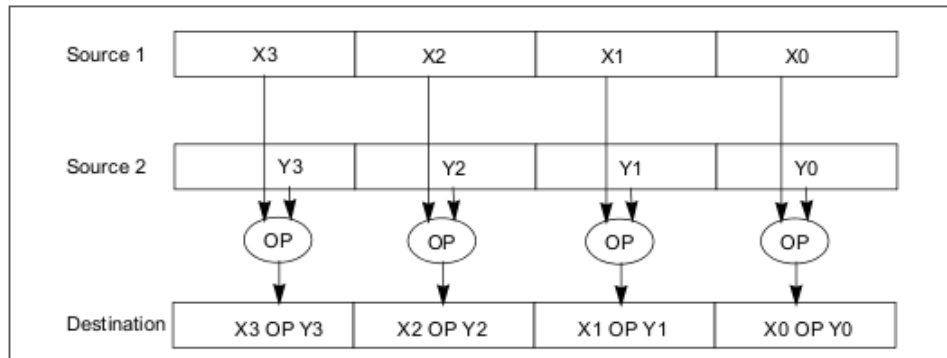 Source 1 X3 X2 X1 X0
Source 2 Y3 Y2 Y1 Y0
OP OP OP OP
Destination X3 OP Y3 X2 OP Y2 X1 OP Y1 X0 OP Y0